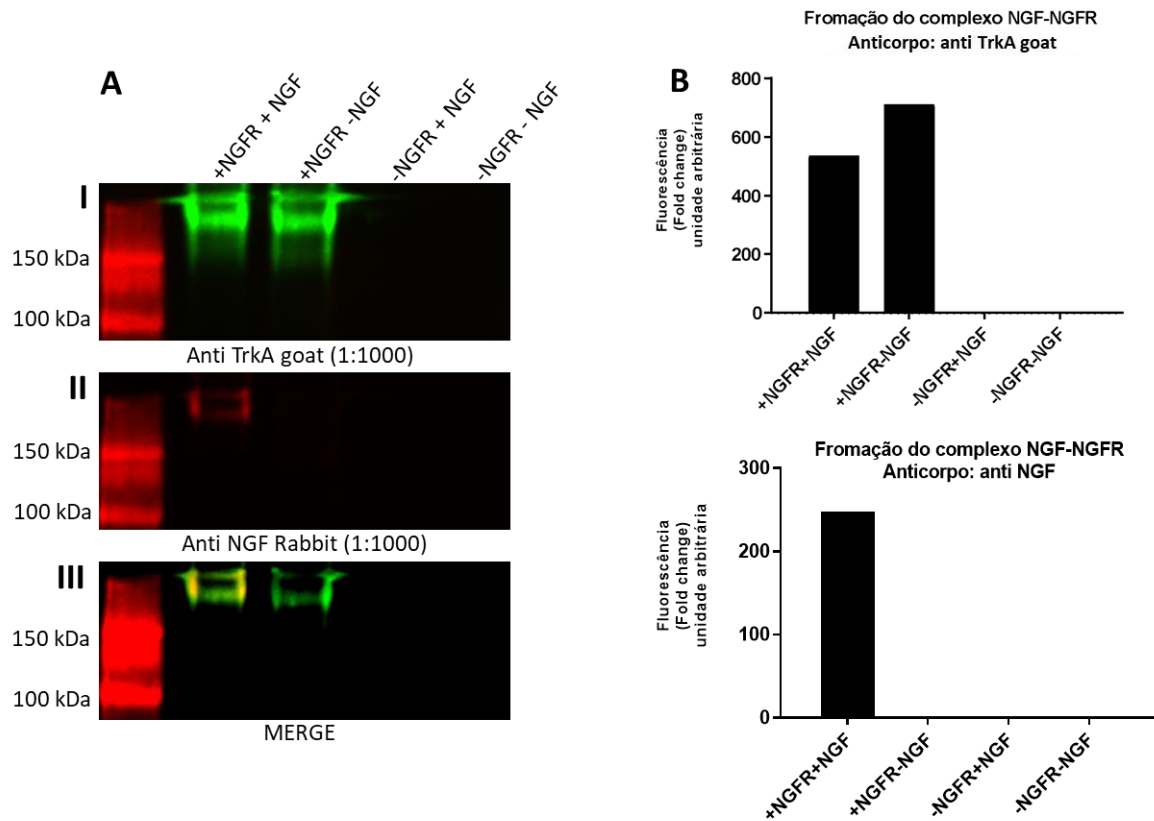 A
+NGFR + NGF
+NGFR -NGF
-NGFR + NGF
-NGFR - NGF
I
150 kDa
100 kDa
Anti TrkA goat (1:1000)
II
150 kDa
100 kDa
Anti NGF Rabbit (1:1000)
III
150 kDa
100 kDa
MERGE
B
Fromação do complexo NGF-NGFR
Anticorpo: anti TrkA goat
Fluorescência
(Fold change)
unidade arbitrária
800
600
400
200
0
+NGFR+NGF
+NGFR-NGF
-NGFR+NGF
-NGFR-NGF
Fromação do complexo NGF-NGFR
Anticorpo: anti NGF
Fluorescência
(Fold change)
unidade arbitrária
300
200
100
0
+NGFR+NGF
+NGFR-NGF
-NGFR+NGF
-NGFR-NGF